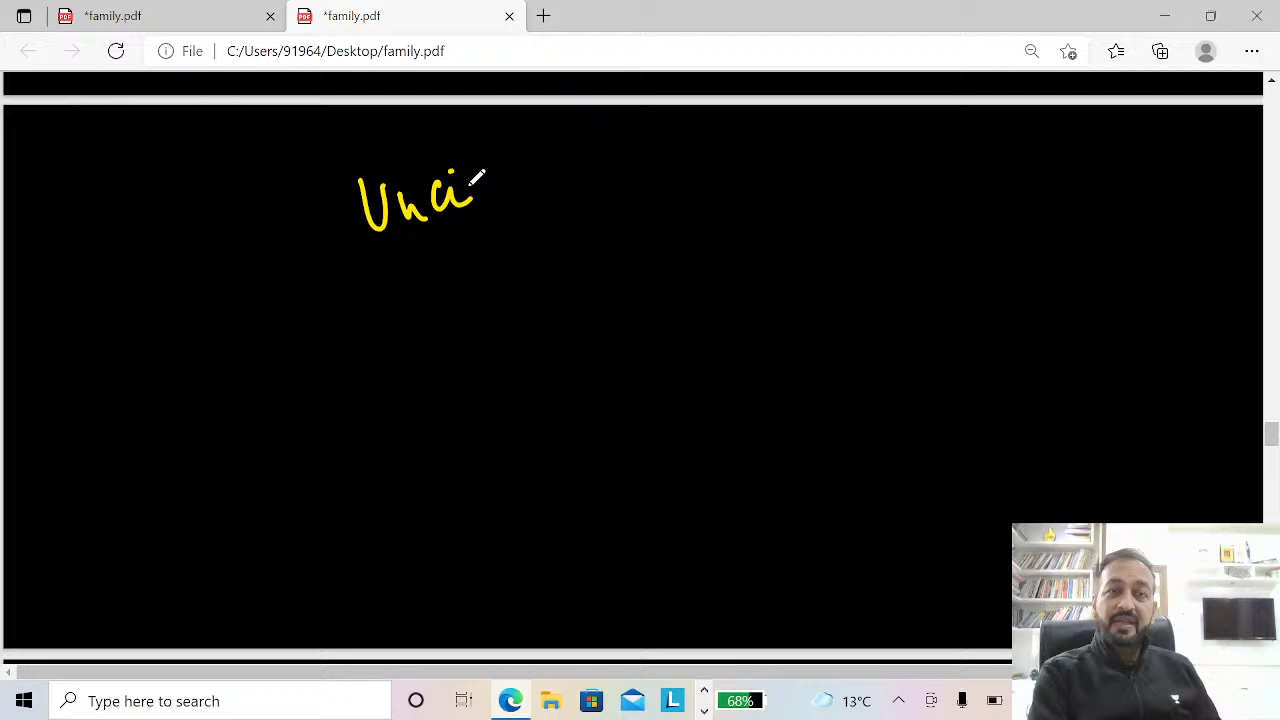 *family.pdf
*family.pdf
File
C:/Users/91964/Desktop/family.pdf
Unci
Type here to search
L
68%
13°C